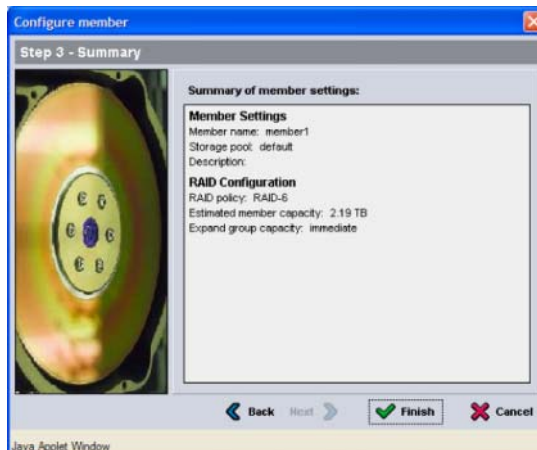 Configure member
Step 3 - Summary
Summary of member settings:
Member Settings
Member name: member1
Storage pool: default
Description:
RAID Configuration
RAID policy: RAID-6
Estimated member capacity: 2.19 TB
Expand group capacity: immediate
Back Next Finish Cancel
Java Applet Window